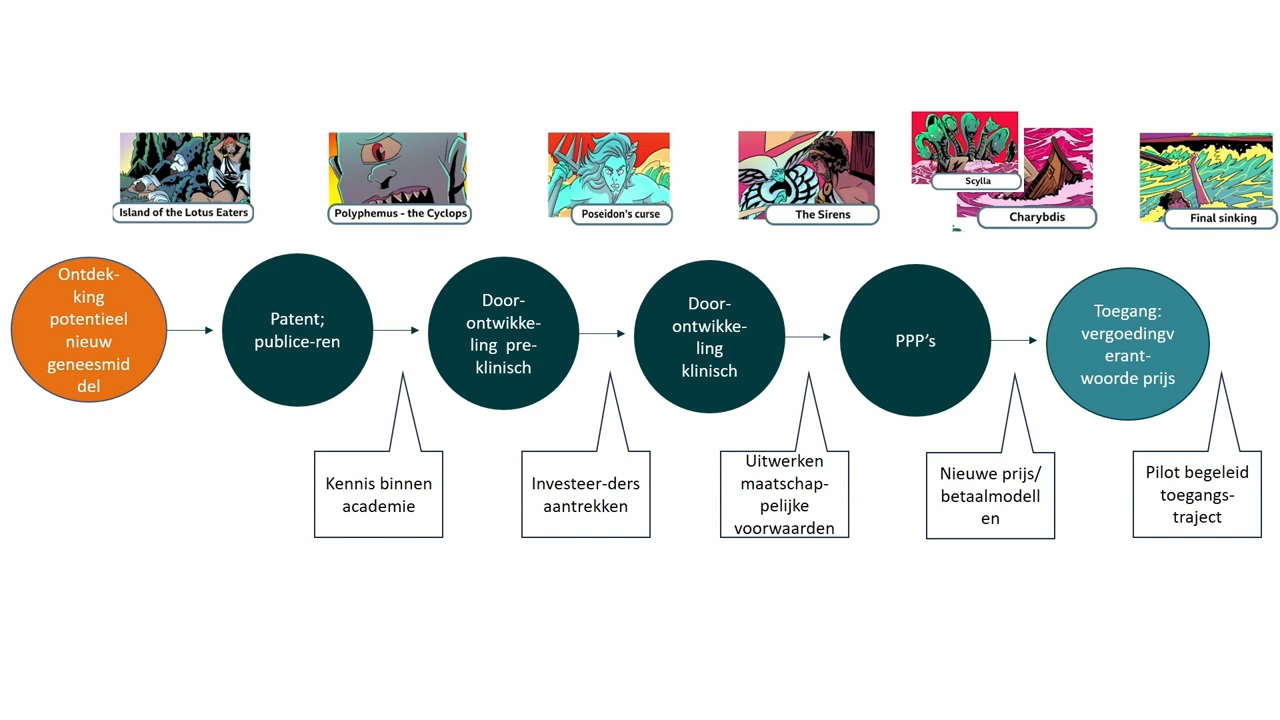 Island of the Lotus Eaters
Polyphemus - the Cyclops
Poseidon's curse
The Sirens
Scylla
Charybdis
Final sinking
Ontdek-
king
potentieel
nieuw
geneesmid
del
Patent;
publice-ren
Door-
ontwikke-
ling pre-
klinisch
Door-
ontwikke-
ling
klinisch
PPP's
Toegang:
vergoedingv
erant-
woorde prijs
Kennis binnen
academie
Investeer-ders
aantrekken
Uitwerken
maatschap-
pelijke
voorwaarden
Nieuwe prijs/
betaalmodell
en
Pilot begeleid
toegangs-
traject